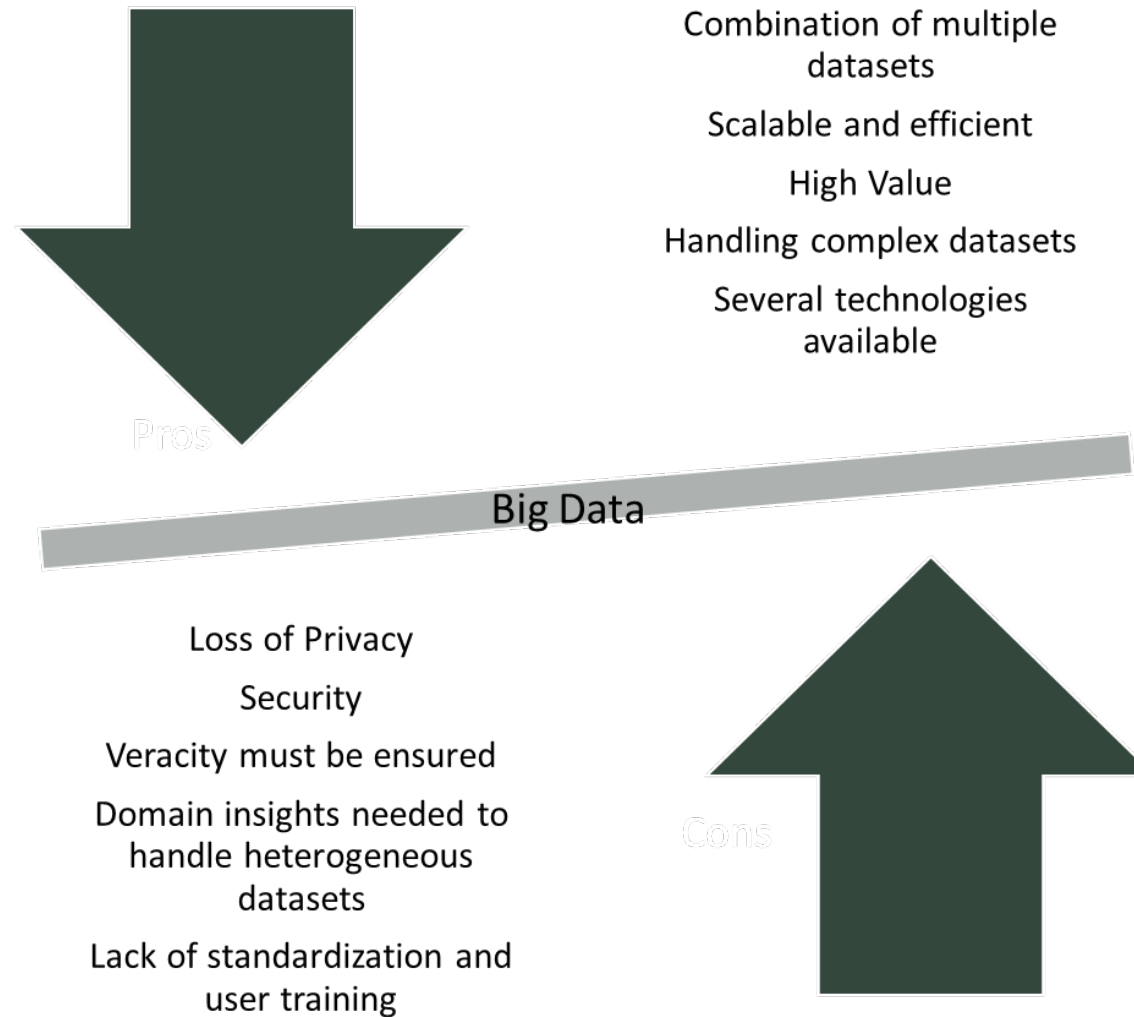 Combination of multiple
datasets
Scalable and efficient
High Value
Handling complex datasets
Several technologies
available
Pros
Big Data
Loss of Privacy
Security
Veracity must be ensured
Domain insights needed to
handle heterogeneous
datasets
Cons
Lack of standardization and
user training